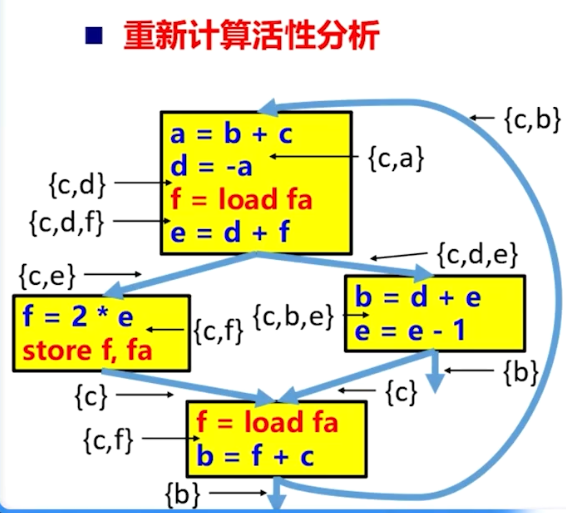 重新计算活性分析
{c,b}
a = b + c
d = -a
{c,a}
{c,d}
f = load fa
{c,d,f}
e = d + f
{c,d,e}
{c,e}
f = 2 * e
{c,f}
store f, fa
{c,b,e}
b = d + e
e = e - 1
{b}
{c}
{c}
f = load fa
{c,f}
b = f + c
{b}